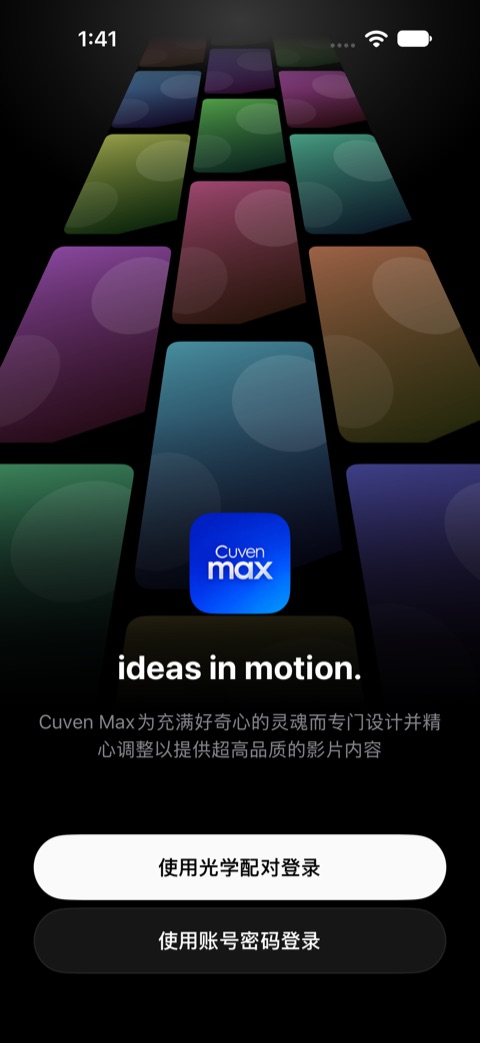 1:41
Cuven
max
ideas in motion.
Cuven Max为充满好奇心的灵魂而专门设计并精
心调整以提供超高品质的影片内容
使用光学配对登录
使用账号密码登录